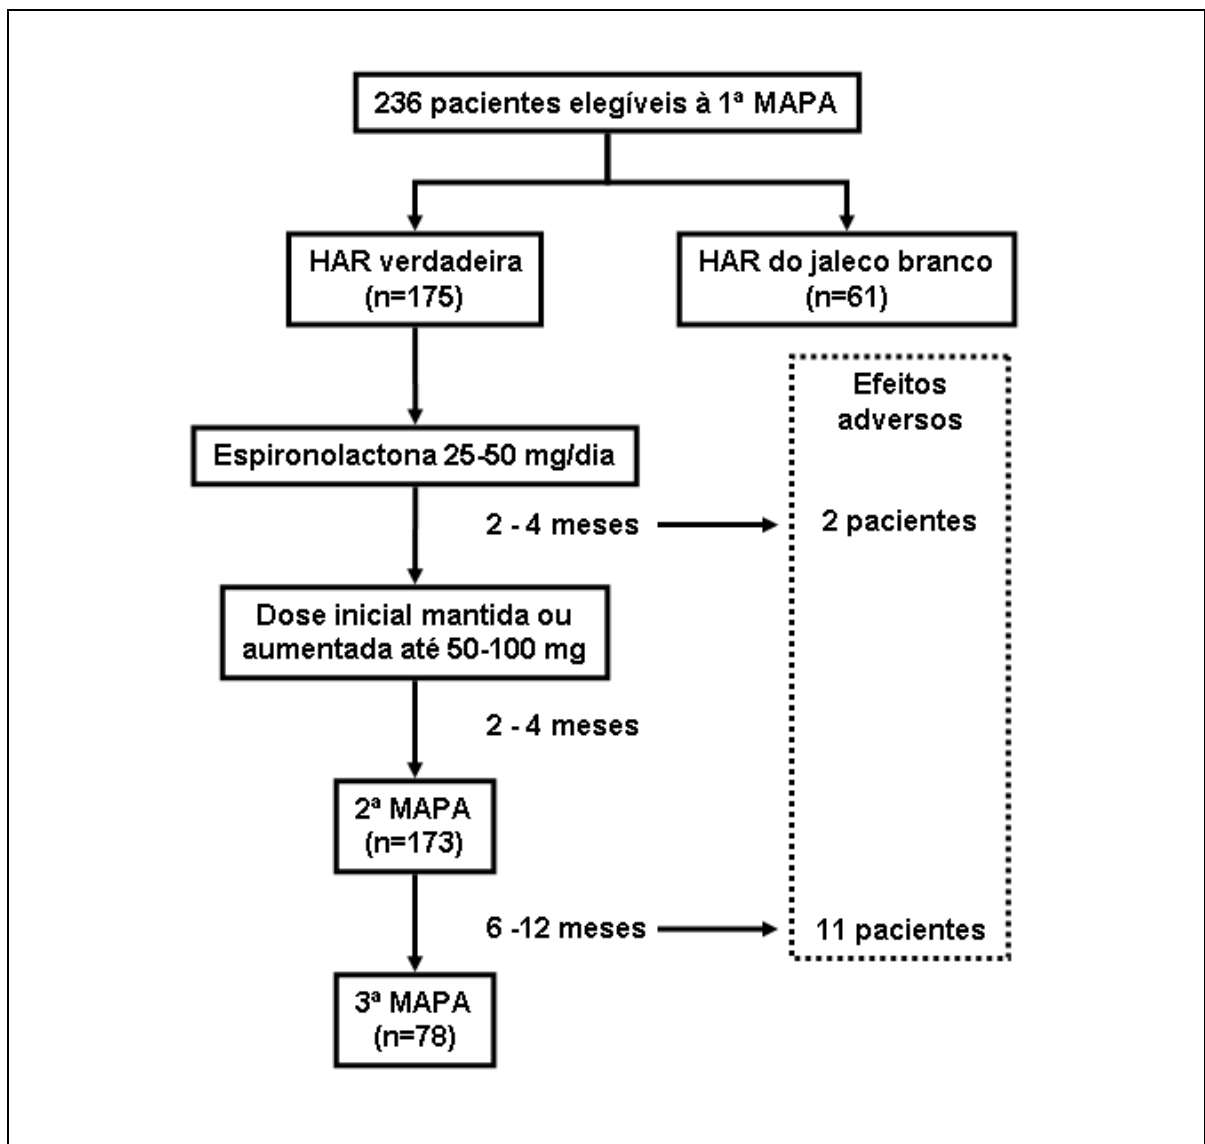 236 pacientes elegíveis à 1ª MAPA
HAR verdadeira
(n=175)
HAR do jaleco branco
(n=61)
Efeitos
adversos
Espironolactona 25-50 mg/dia
2 - 4 meses
2 pacientes
Dose inicial mantida ou
aumentada até 50-100 mg
2 - 4 meses
2ª MAPA
(n=173)
6 -12 meses
11 pacientes
3ª MAPA
(n=78)